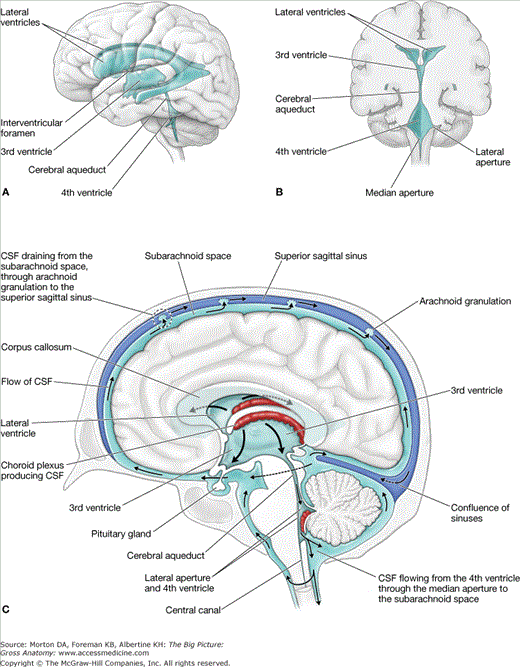 Lateral
ventricles
Interventricular
foramen
3rd ventricle
Cerebral aqueduct
4th ventricle
A
B
Lateral ventricles
3rd ventricle
Cerebral
aqueduct
4th ventricle
Lateral
aperture
Median aperture
CSF draining from the
subarachnoid space,
through arachnoid
granulation to the
superior sagittal sinus
Subarachnoid space
Superior sagittal sinus
Arachnoid granulation
Corpus callosum
Flow of CSF
3rd ventricle
Lateral
ventricle
Choroid plexus
producing CSF
3rd ventricle
Pituitary gland
Confluence of
sinuses
Cerebral aqueduct
Lateral aperture
and 4th ventricle
CSF flowing from the 4th ventricle
through the median aperture to
the subarachnoid space
Central canal
C
Source: Morton DA, Foreman KB, Albertine KH: The Big Picture:
Gross Anatomy: www.accessmedicine.com
Copyright © The McGraw-Hill Companies, Inc. All rights reserved.